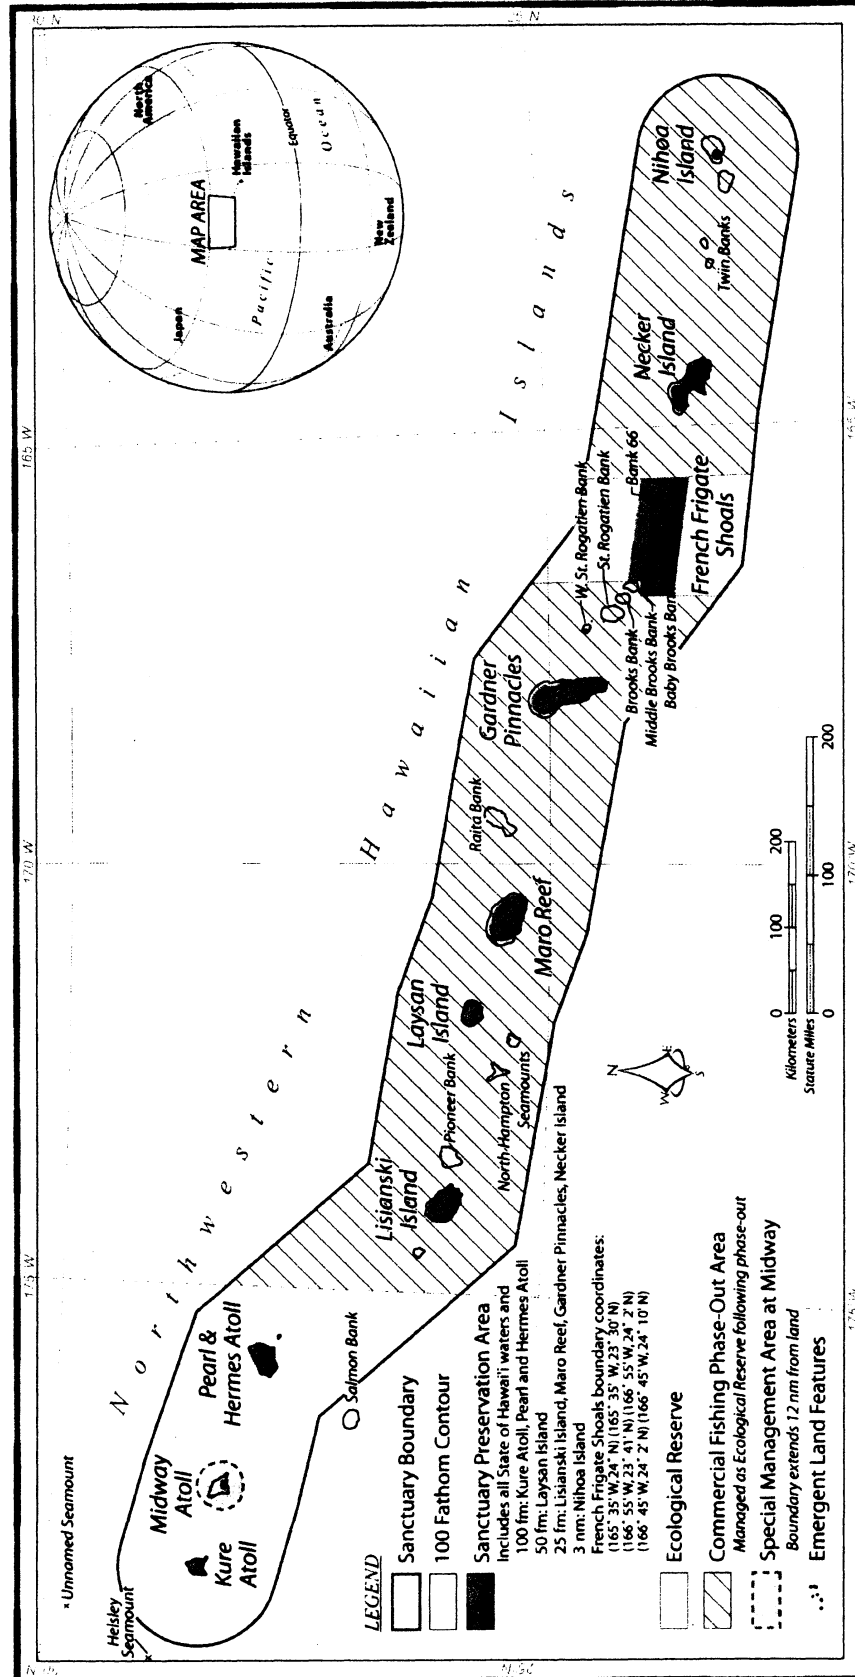 30 N
25 N
165 W
170 W
175 W
North
America
Hawaiian
Islands
MAP AREA
Equator
Ocean
Pacific
Japan
Australia
New
Zealand
Northwestern Hawaiian Islands
× Unnamed Seamount
Helsley
Seamount
Kure
Atoll
Midway
Atoll
Pearl &
Hermes Atoll
Salmon Bank
Lisianski
Island
Pioneer Bank
North Hampton
Seamounts
Laysan
Island
Maro Reef
Raita Bank
Gardner
Pinnacles
W. St. Rogatien Bank
St. Rogatien Bank
Brooks Bank
Middle Brooks Bank
Baby Brooks Bank
Bank 66
French Frigate
Shoals
Necker
Island
Twin Banks
Nihoa
Island
LEGEND
Sanctuary Boundary
100 Fathom Contour
Sanctuary Preservation Area
Includes all State of Hawai'i waters and
100 fm: Kure Atoll, Pearl and Hermes Atoll
50 fm: Laysan Island
25 fm: Lisianski Island, Maro Reef, Gardner Pinnacles, Necker Island
3 nm: Nihoa Island
French Frigate Shoals boundary coordinates:
(165° 35' W, 24° N) (165° 35' W, 23° 30' N)
(166° 55' W, 23° 41' N) (166° 55' W, 24° 2' N)
(166° 45' W, 24° 2' N) (166° 45' W, 24° 10' N)
Ecological Reserve
Commercial Fishing Phase-Out Area
Managed as Ecological Reserve following phase-out
Special Management Area at Midway
Boundary extends 12 nm from land
Emergent Land Features
N
W
E
S
Kilometers
0 100 200
Statute Miles
0 100 200
165 W
170 W
175 W